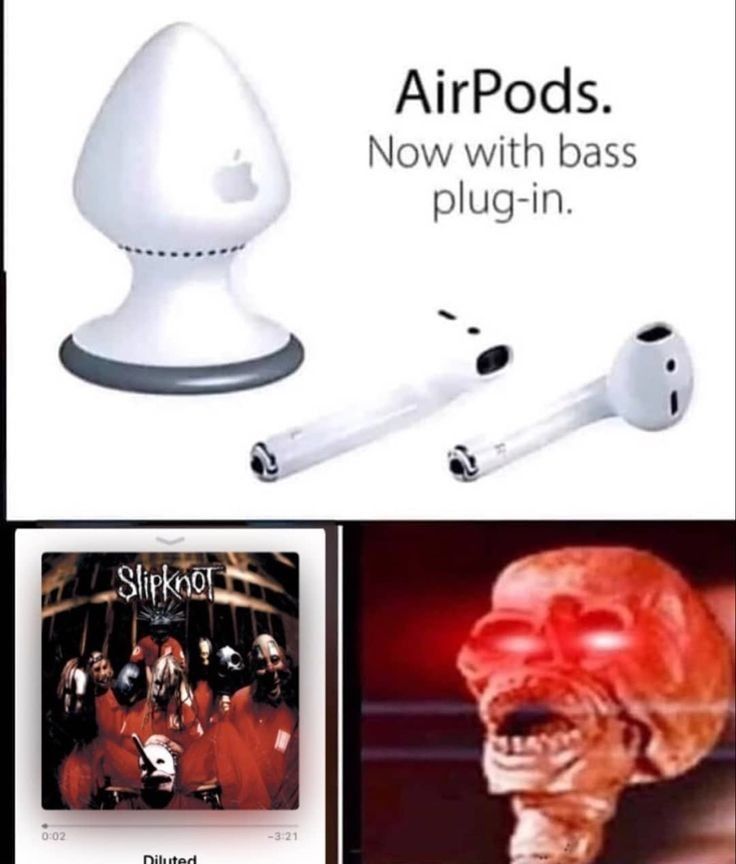 AirPods.
Now with bass
plug-in.
SlipknoT
0:02
-3:21
Diluted